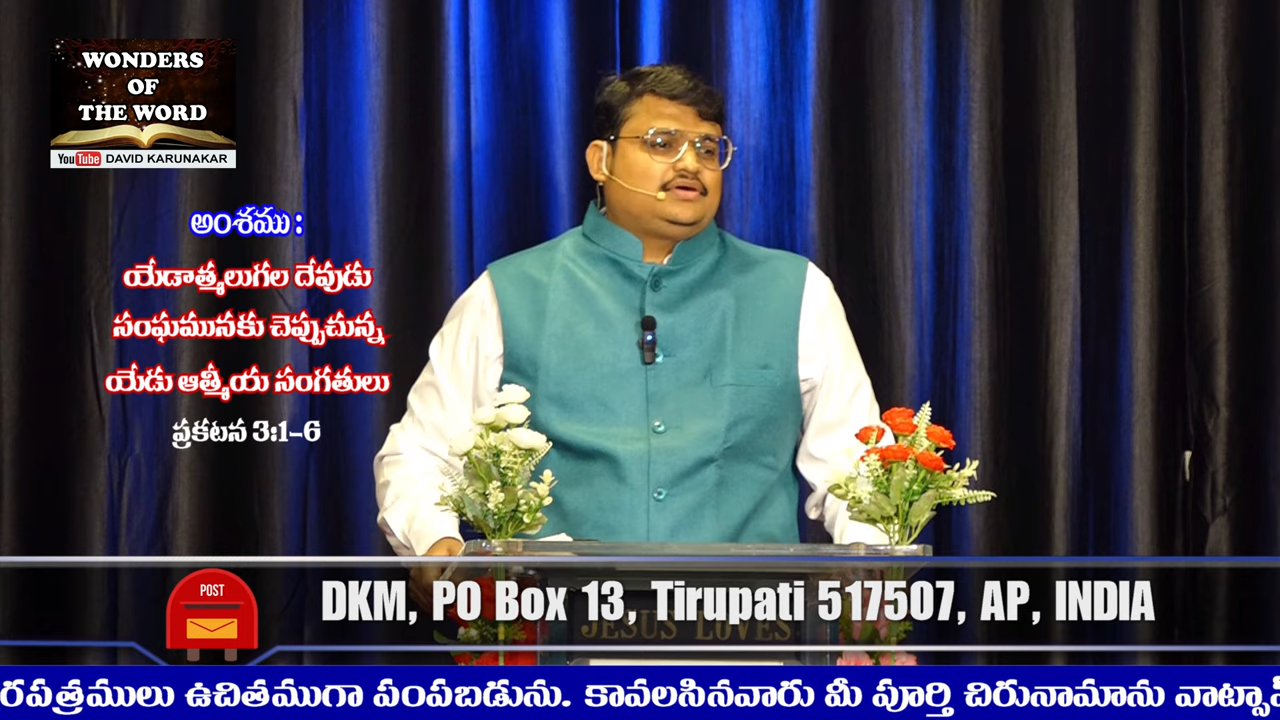 WONDERS
OF
THE WORD
YouTube DAVID KARUNAKAR
అంశము :
యేడాత్మలుగల దేవుడు
సంఘమునకు చెప్పుచున్న
యేడు ఆత్మీయ సంగతులు
ప్రకటన 3:1-6
POST
DKM, PO Box 13, Tirupati 517507, AP, INDIA
JESUS LOVES
రపత్రములు ఉచితముగా పంపబడును. కావలసినవారు మీ పూర్తి చిరునామాను